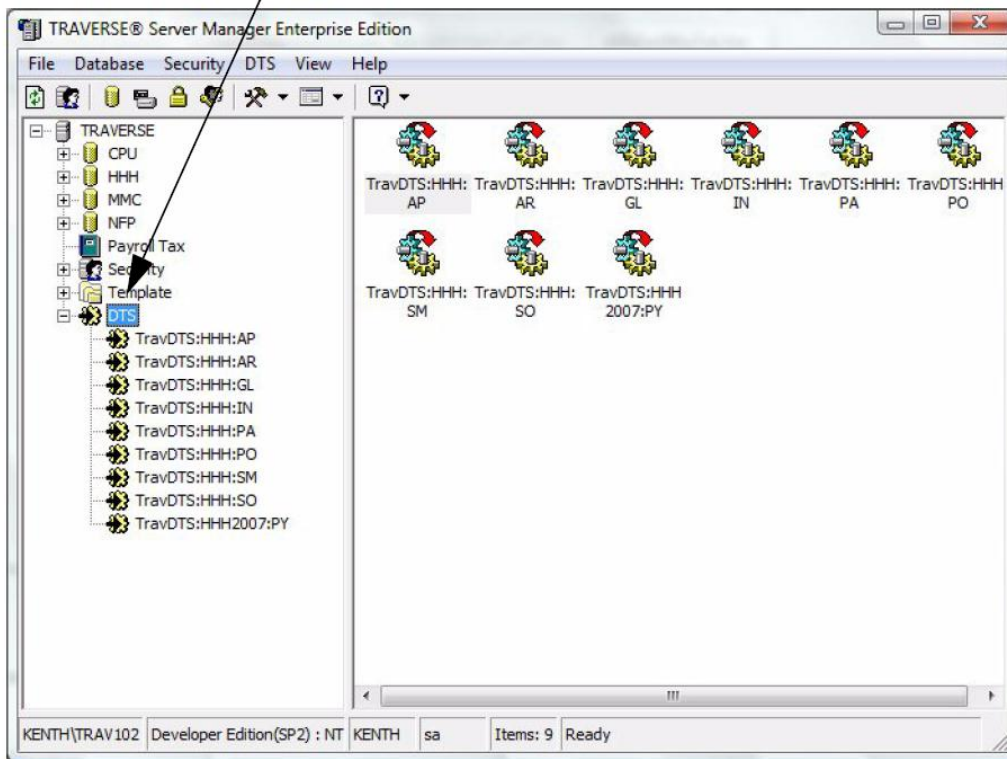 TRAVERSE® Server Manager Enterprise Edition
File Database Security DTS View Help
TRAVERSE
CPU
HHH
MMC
NFP
Payroll Tax
Security
Template
DTS
TravDTS:HHH:AP
TravDTS:HHH:AR
TravDTS:HHH:GL
TravDTS:HHH:IN
TravDTS:HHH:PA
TravDTS:HHH:PO
TravDTS:HHH:SM
TravDTS:HHH:SO
TravDTS:HHH2007:PY
TravDTS:HHH: TravDTS:HHH: TravDTS:HHH: TravDTS:HHH: TravDTS:HHH: TravDTS:HHH
AP AR GL IN PA PO
TravDTS:HHH: TravDTS:HHH: TravDTS:HHH
SM SO 2007:PY
KENTH\TRAV102 Developer Edition(SP2) : NT KENTH sa Items: 9 Ready